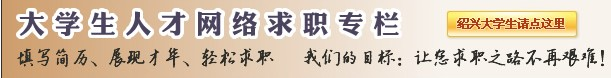 大学生人才网络求职专栏
绍兴大学生请点这里
填写简历、展现才华、轻松求职 我们的目标：让您求职之路不再艰难！